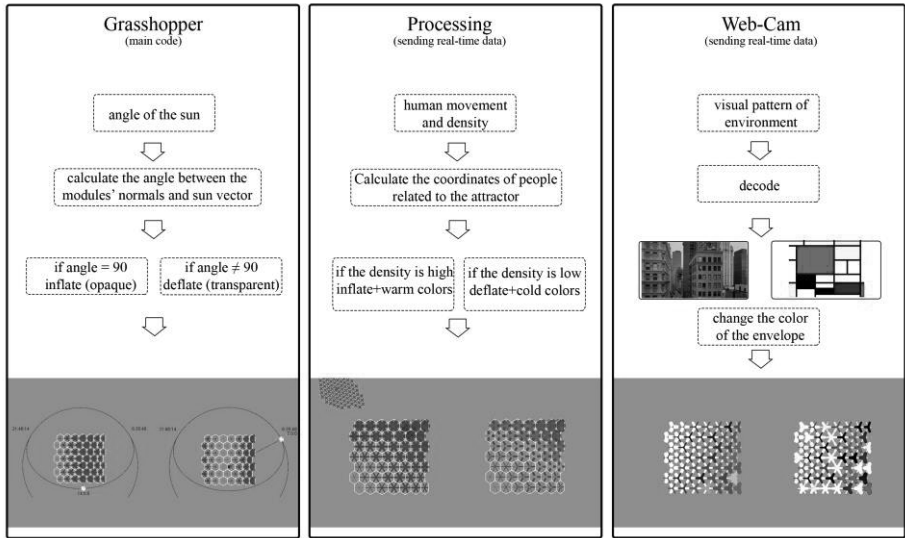 Grasshopper
(main code)
angle of the sun
calculate the angle between the
modules' normals and sun vector
if angle = 90
inflate (opaque)
if angle ≠ 90
deflate (transparent)
Processing
(sending real-time data)
human movement
and density
Calculate the coordinates of people
related to the attractor
if the density is high
inflate+warm colors
if the density is low
deflate+cold colors
Web-Cam
(sending real-time data)
visual pattern of
environment
decode
change the color
of the envelope